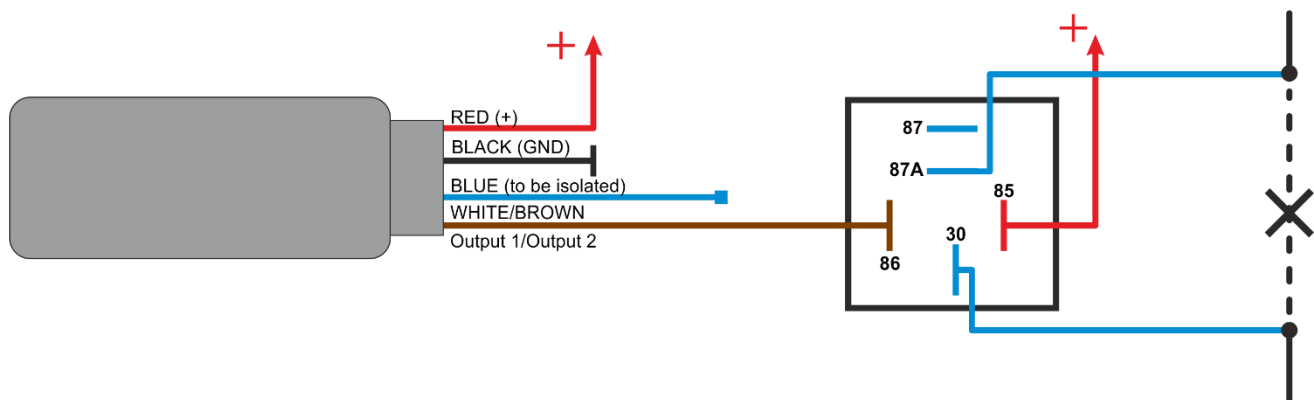 +
+
RED (+)
BLACK (GND)
BLUE (to be isolated)
WHITE/BROWN
Output 1/Output 2
87
87A
85
30
86